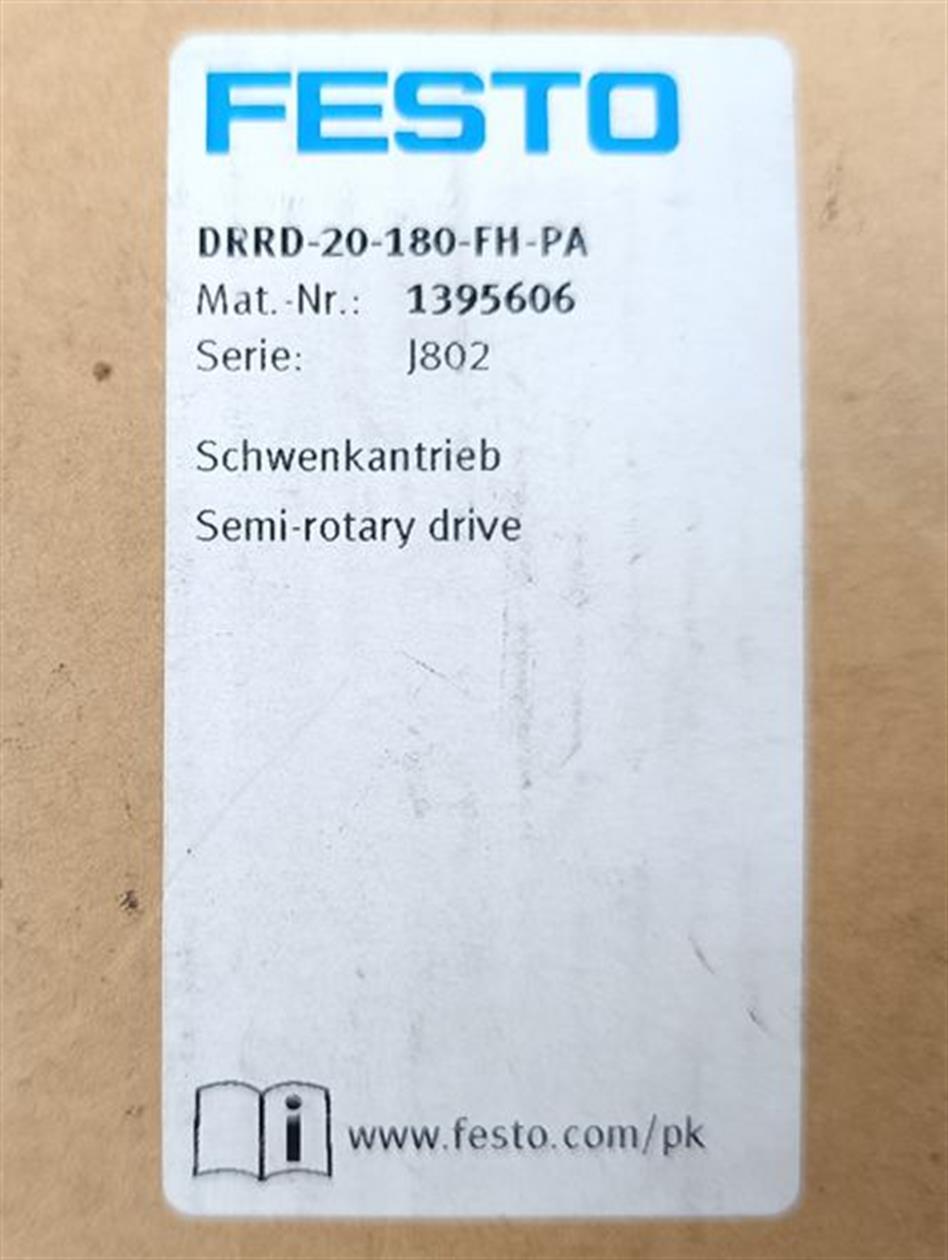 FESTO
DRRD-20-180-FH-PA
Mat.-Nr.: 1395606
Serie: J802
Schwenkantrieb
Semi-rotary drive
i www.festo.com/pk